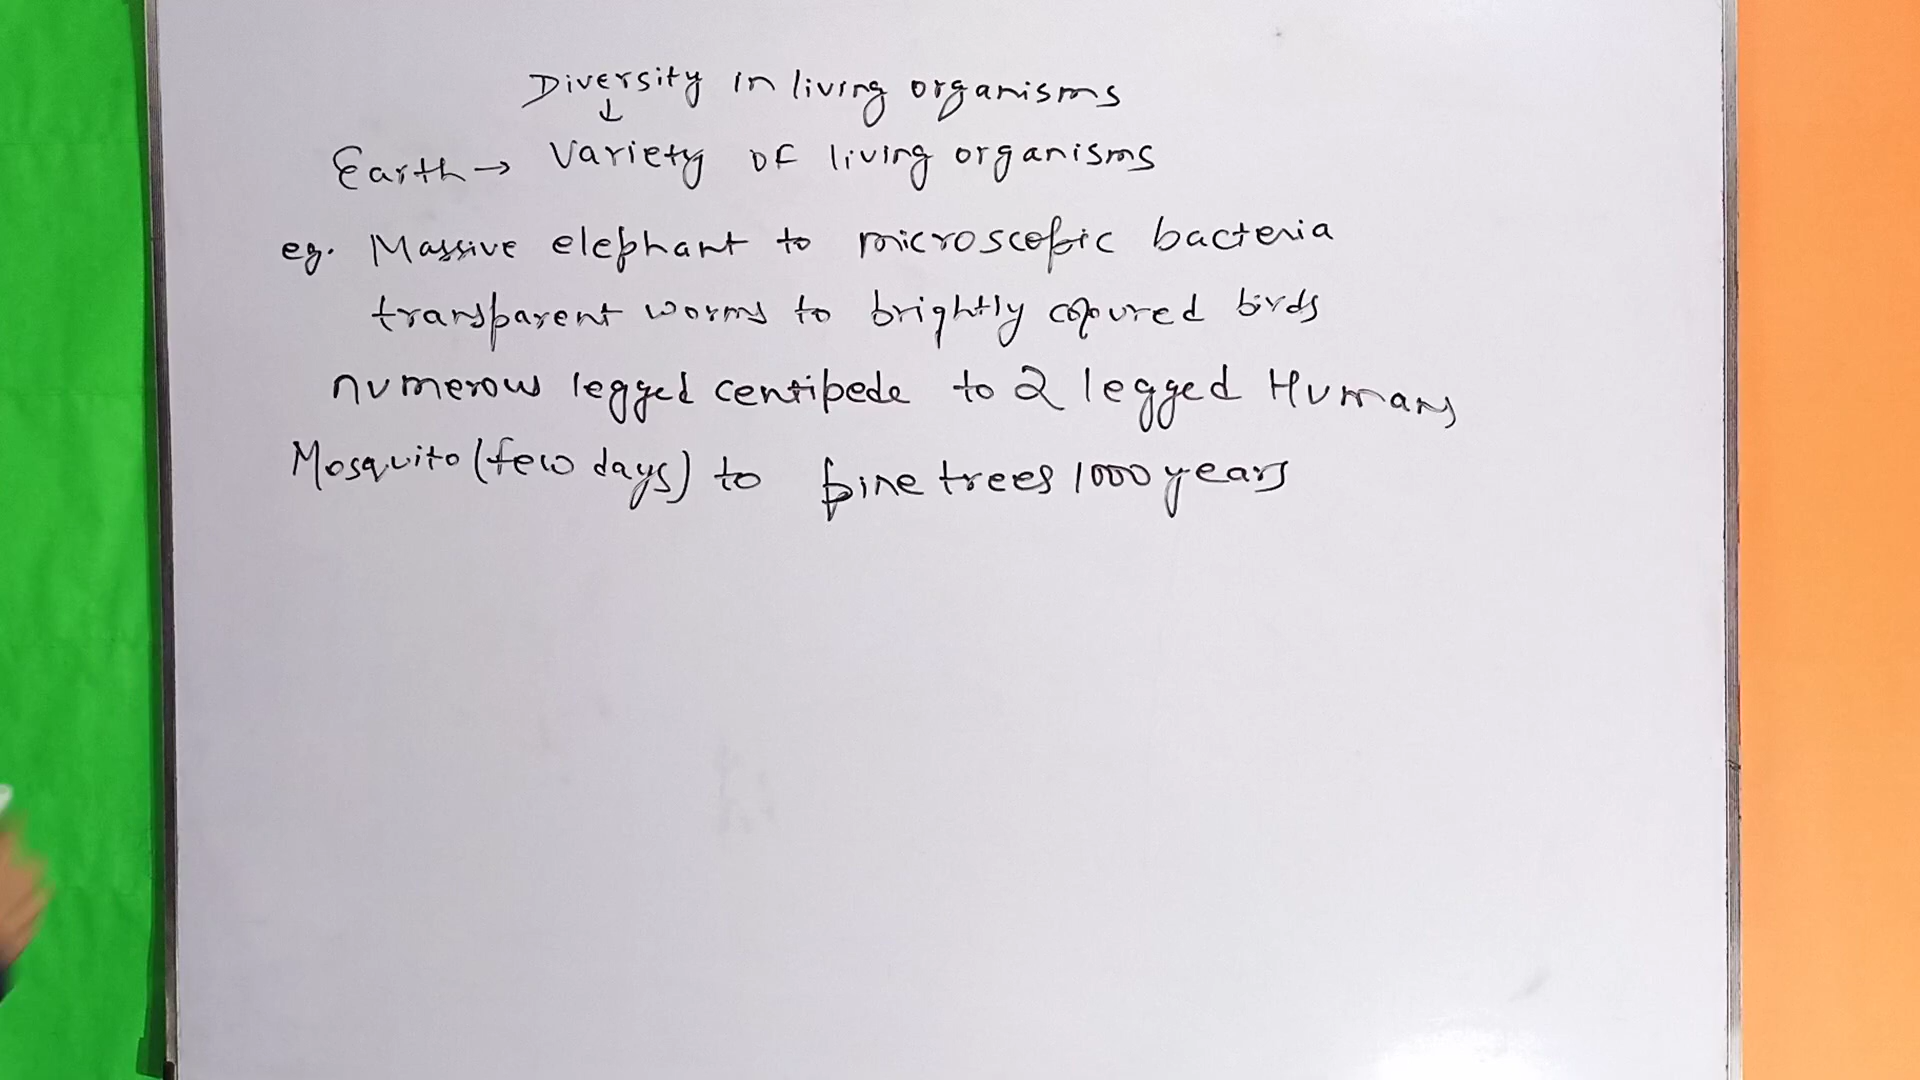 Diversity in living organisms
↓
Earth → Variety of living organisms
eg. Massive elephant to microscopic bacteria
transparent worms to brightly coloured birds
numerous legged centipede to 2 legged Humans
Mosquito (few days) to pine trees 1000 years